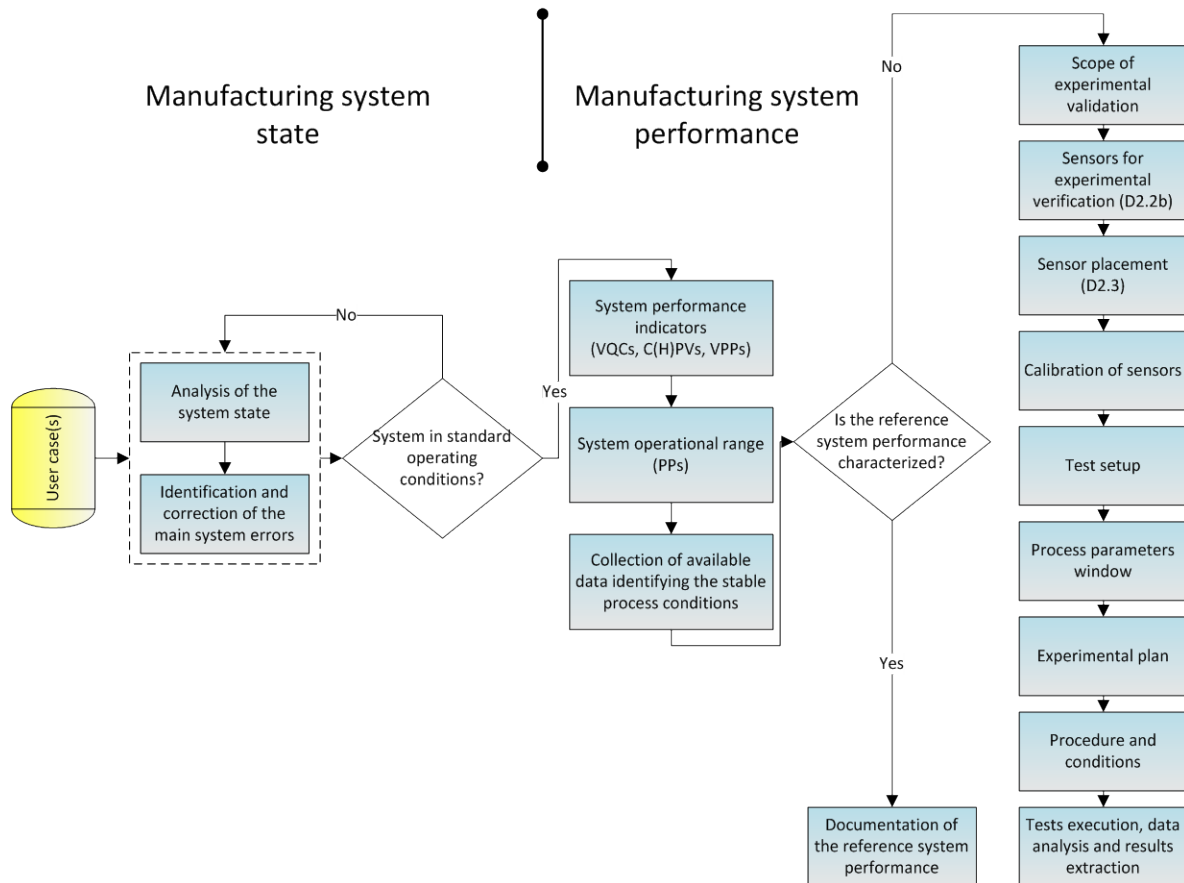 Manufacturing system
state
Manufacturing system
performance
User case(s)
Analysis of the
system state
Identification and
correction of the
main system errors
No
System in standard
operating conditions?
Yes
System performance
indicators
(VQCs, C(H)PVs, VPPs)
System operational range
(PPs)
Collection of available
data identifying the stable
process conditions
Is the reference
system performance
characterized?
No
Yes
Documentation of
the reference system
performance
Scope of
experimental
validation
Sensors for
experimental
verification (D2.2b)
Sensor placement
(D2.3)
Calibration of sensors
Test setup
Process parameters
window
Experimental plan
Procedure and
conditions
Tests execution, data
analysis and results
extraction